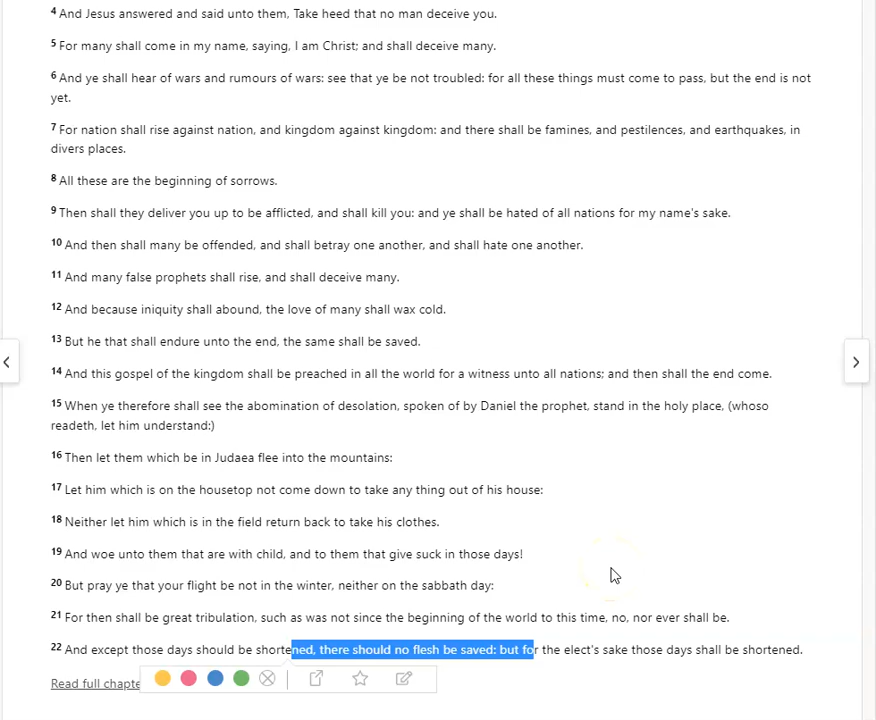 4 And Jesus answered and said unto them, Take heed that no man deceive you.
5 For many shall come in my name, saying, I am Christ; and shall deceive many.
6 And ye shall hear of wars and rumours of wars: see that ye be not troubled: for all these things must come to pass, but the end is not
yet.
7 For nation shall rise against nation, and kingdom against kingdom: and there shall be famines, and pestilences, and earthquakes, in
divers places.
8 All these are the beginning of sorrows.
9 Then shall they deliver you up to be afflicted, and shall kill you: and ye shall be hated of all nations for my name's sake.
10 And then shall many be offended, and shall betray one another, and shall hate one another.
11 And many false prophets shall rise, and shall deceive many.
12 And because iniquity shall abound, the love of many shall wax cold.
13 But he that shall endure unto the end, the same shall be saved.
14 And this gospel of the kingdom shall be preached in all the world for a witness unto all nations; and then shall the end come.
15 When ye therefore shall see the abomination of desolation, spoken of by Daniel the prophet, stand in the holy place, (whoso
readeth, let him understand:)
16 Then let them which be in Judaea flee into the mountains:
17 Let him which is on the housetop not come down to take any thing out of his house:
18 Neither let him which is in the field return back to take his clothes.
19 And woe unto them that are with child, and to them that give suck in those days!
20 But pray ye that your flight be not in the winter, neither on the sabbath day:
21 For then shall be great tribulation, such as was not since the beginning of the world to this time, no, nor ever shall be.
22 And except those days should be shortened, there should no flesh be saved: but for the elect's sake those days shall be shortened.
Read full chapte